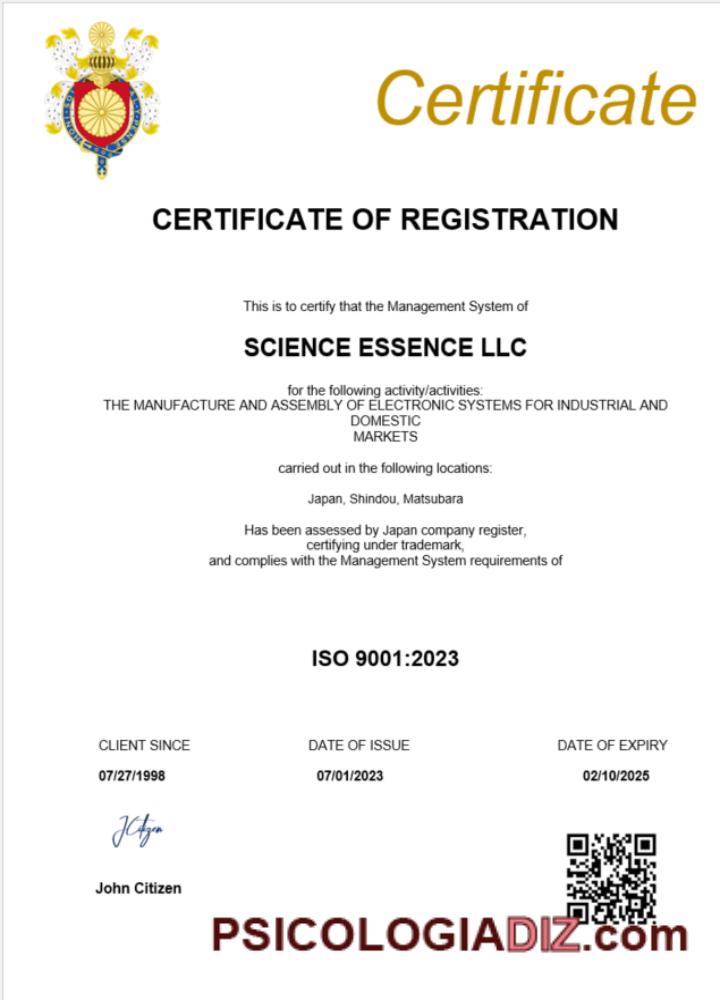 Certificate
CERTIFICATE OF REGISTRATION
This is to certify that the Management System of
SCIENCE ESSENCE LLC
for the following activity/activities:
THE MANUFACTURE AND ASSEMBLY OF ELECTRONIC SYSTEMS FOR INDUSTRIAL AND
DOMESTIC
MARKETS
carried out in the following locations:
Japan, Shindou, Matsubara
Has been assessed by Japan company register,
certifying under trademark,
and complies with the Management System requirements of
ISO 9001:2023
CLIENT SINCE
DATE OF ISSUE
DATE OF EXPIRY
07/27/1998
07/01/2023
02/10/2025
JCitizen
John Citizen
PSICOLOGIADIZ.com